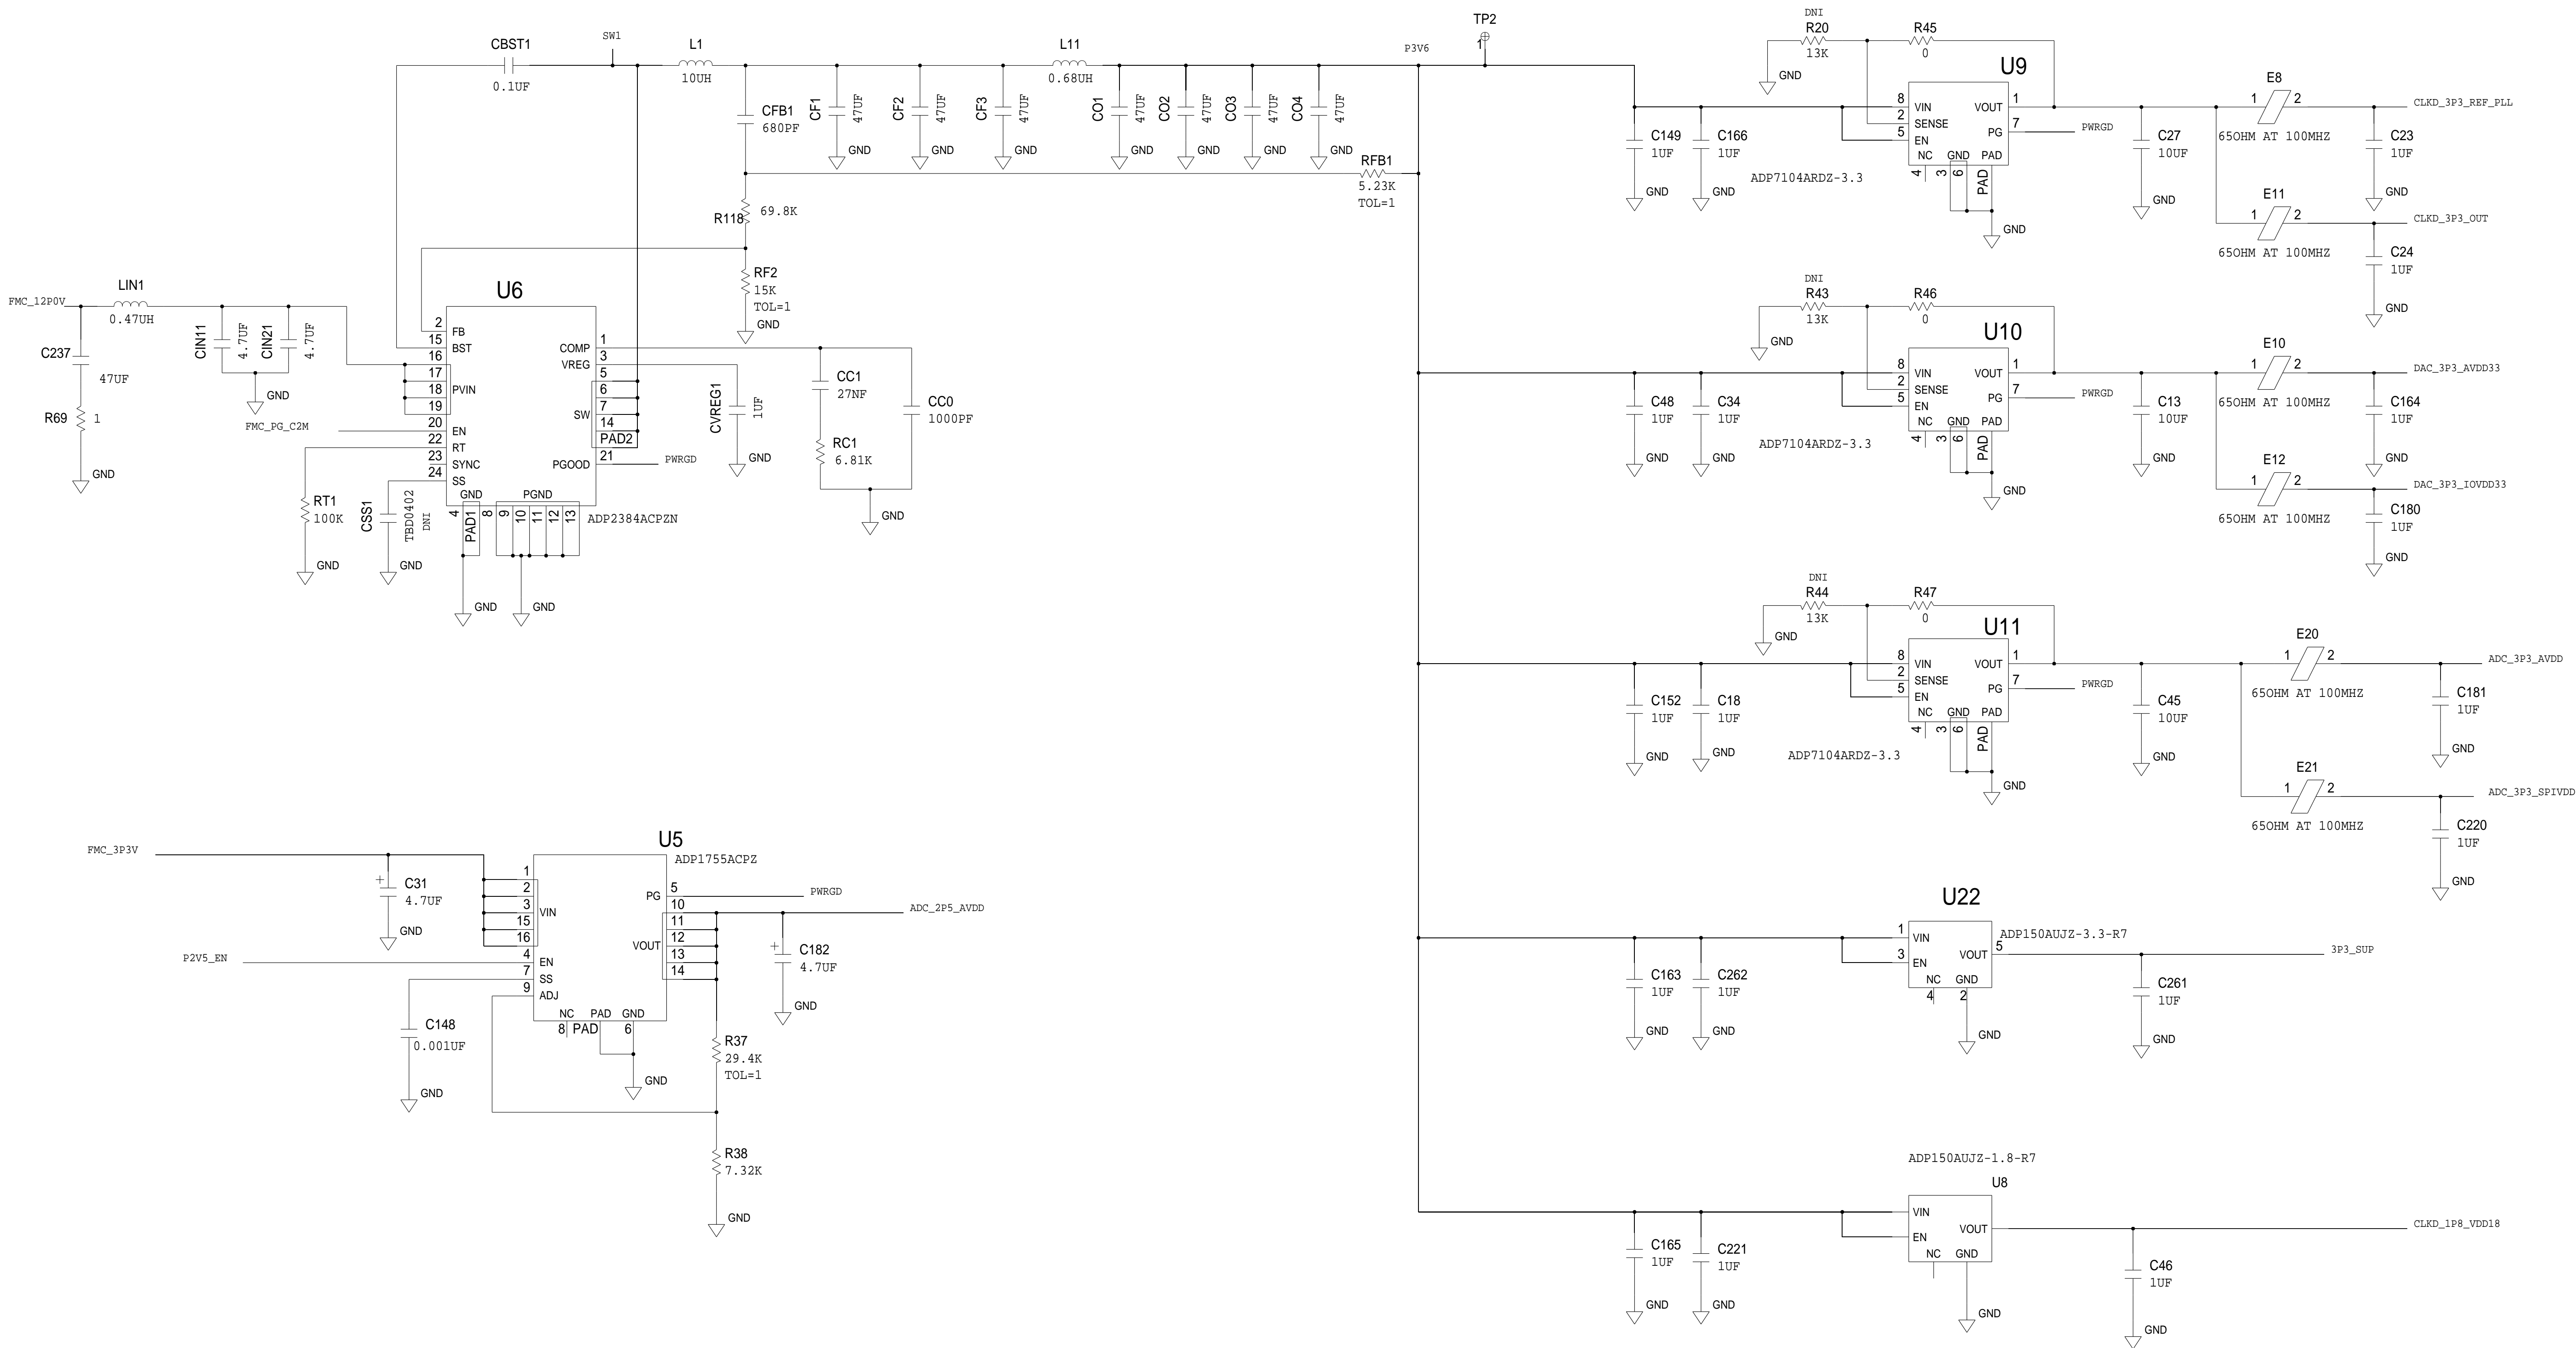 SW1
CBST1
0.1UF
L1
10UH
L11
0.68UH
P3V6
TP2
1
CFB1
680PF
CF1
47UF
GND
CF2
47UF
GND
CF3
47UF
GND
CO1
47UF
GND
CO2
47UF
GND
CO3
47UF
GND
CO4
47UF
GND
RFB1
5.23K
TOL=1
R118
69.8K
RF2
15K
TOL=1
GND
FMC_12P0V
LIN1
0.47UH
C237
47UF
R69
1
GND
CIN11
4.7UF
CIN21
4.7UF
GND
FMC_PG_C2M
U6
2
FB
15
BST
16
17
18
PVIN
19
20
EN
22
RT
23
SYNC
24
SS
1
COMP
3
VREG
5
6
7
SW
14
PAD2
21
PGOOD
PWRGD
GND
PGND
4
PAD1
8
9
10
11
12
13
ADP2384ACPZN
GND
GND
RT1
100K
GND
CSS1
TBD0402
DNI
GND
CVREG1
1UF
GND
CC1
27NF
RC1
6.81K
CC0
1000PF
GND
DNI
R20
13K
GND
R45
0
U9
8
VIN
2
SENSE
5
EN
VOUT
1
PG
7
PWRGD
NC
GND
PAD
4
3
6
PAD
GND
ADP7104ARDZ-3.3
C149
1UF
GND
C166
1UF
GND
C27
10UF
GND
E8
1
2
65OHM AT 100MHZ
CLKD_3P3_REF_PLL
C23
1UF
GND
E11
1
2
65OHM AT 100MHZ
CLKD_3P3_OUT
C24
1UF
GND
DNI
R43
13K
GND
R46
0
U10
8
VIN
2
SENSE
5
EN
VOUT
1
PG
7
PWRGD
NC
GND
PAD
4
3
6
PAD
GND
ADP7104ARDZ-3.3
C48
1UF
GND
C34
1UF
GND
C13
10UF
GND
E10
1
2
65OHM AT 100MHZ
DAC_3P3_AVDD33
C164
1UF
GND
E12
1
2
65OHM AT 100MHZ
DAC_3P3_IOVDD33
C180
1UF
GND
DNI
R44
13K
GND
R47
0
U11
8
VIN
2
SENSE
5
EN
VOUT
1
PG
7
PWRGD
NC
GND
PAD
4
3
6
PAD
GND
ADP7104ARDZ-3.3
C152
1UF
GND
C18
1UF
GND
C45
10UF
GND
E20
1
2
65OHM AT 100MHZ
ADC_3P3_AVDD
C181
1UF
GND
E21
1
2
65OHM AT 100MHZ
ADC_3P3_SPIVDD
C220
1UF
GND
FMC_3P3V
+
C31
4.7UF
GND
P2V5_EN
U5
ADP1755ACPZ
1
2
3
VIN
15
16
4
EN
7
SS
9
ADJ
PG
5
PWRGD
10
11
12
VOUT
13
14
NC
PAD
GND
8
PAD
6
GND
ADC_2P5_AVDD
+
C182
4.7UF
GND
C148
0.001UF
GND
R37
29.4K
TOL=1
R38
7.32K
GND
U22
ADP150AUJZ-3.3-R7
1
VIN
3
EN
VOUT
5
NC
GND
4
2
GND
3P3_SUP
C163
1UF
GND
C262
1UF
GND
C261
1UF
GND
ADP150AUJZ-1.8-R7
U8
VIN
EN
VOUT
NC
GND
GND
CLKD_1P8_VDD18
C165
1UF
GND
C221
1UF
GND
C46
1UF
GND